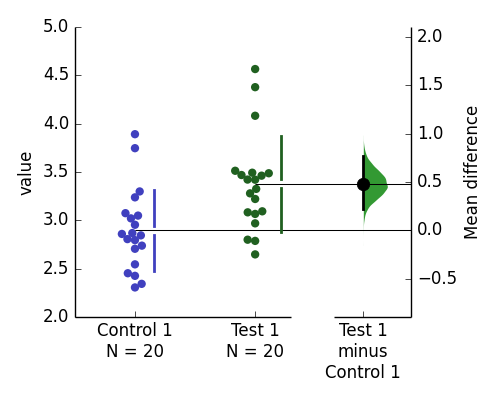 5.0
4.5
4.0
3.5
3.0
2.5
2.0
value
Control 1
N = 20
Test 1
N = 20
Test 1
minus
Control 1
2.0
1.5
1.0
0.5
0.0
−0.5
Mean difference